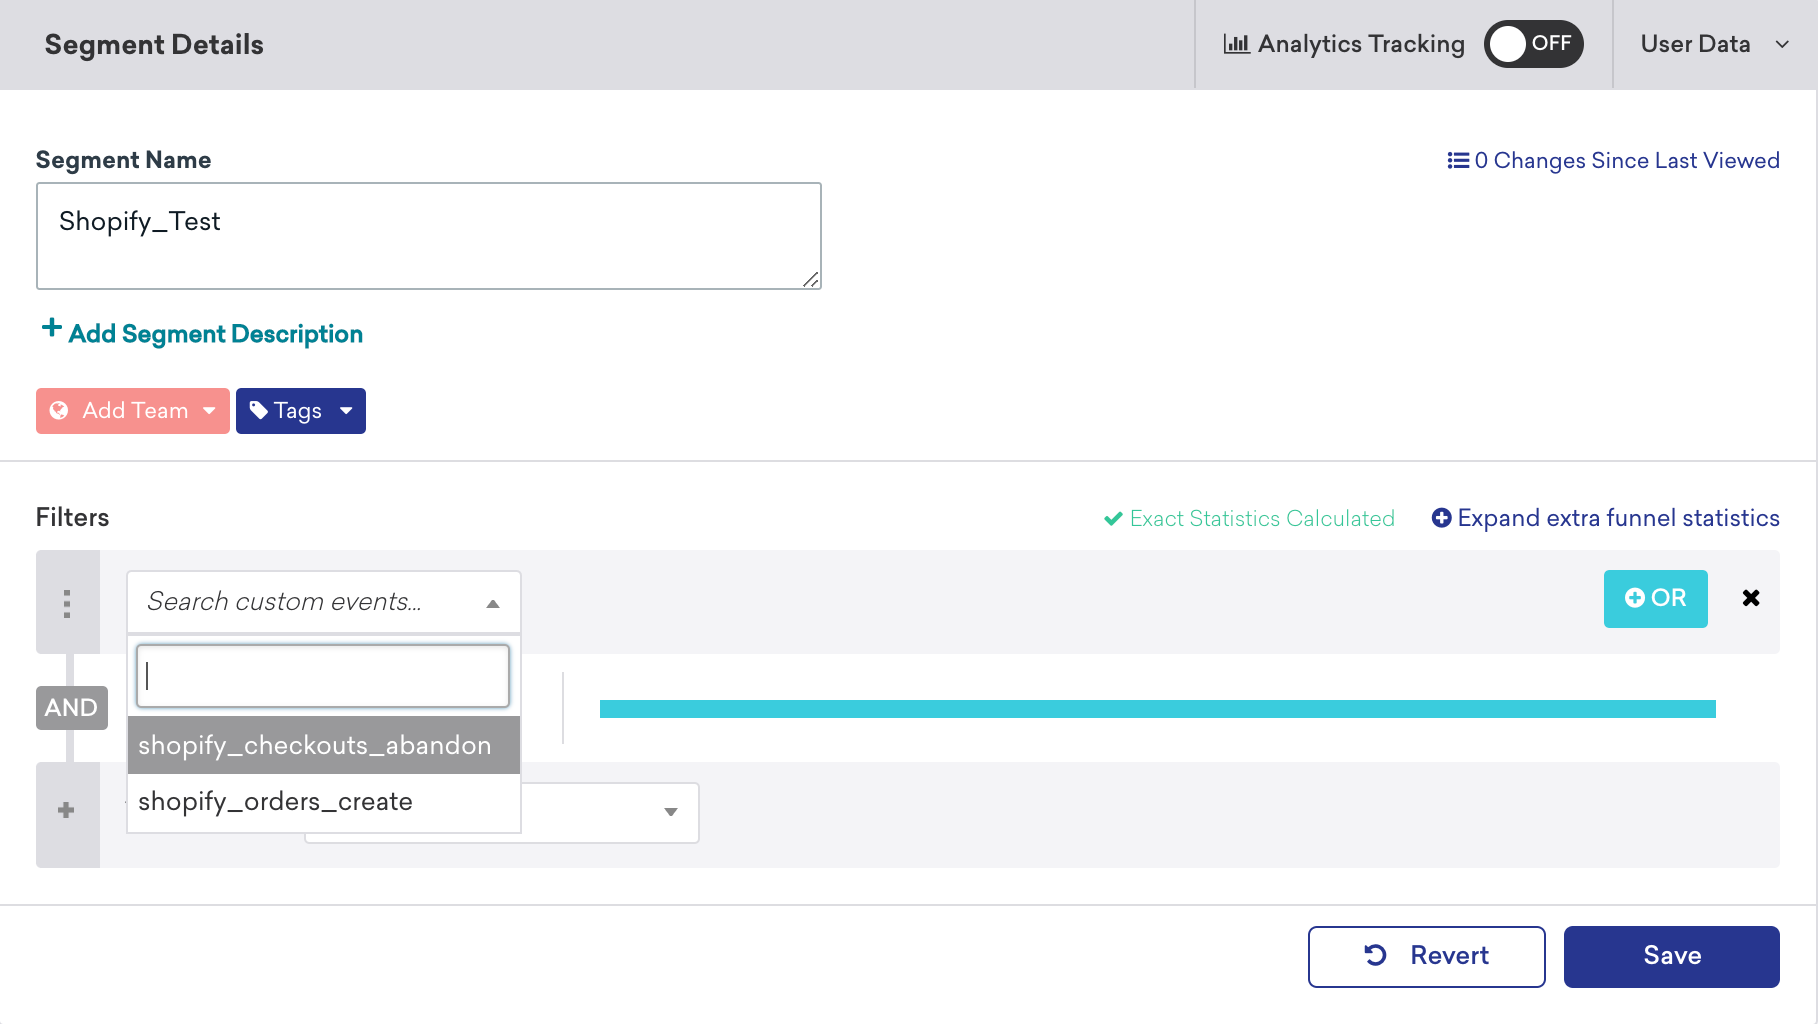 Segment Details
Analytics Tracking
OFF
User Data
Segment Name
0 Changes Since Last Viewed
Shopify_Test
Add Segment Description
Add Team
Tags
Filters
Exact Statistics Calculated
Expand extra funnel statistics
Search custom events...
OR
AND
shopify_checkouts_abandon
shopify_orders_create
Revert
Save